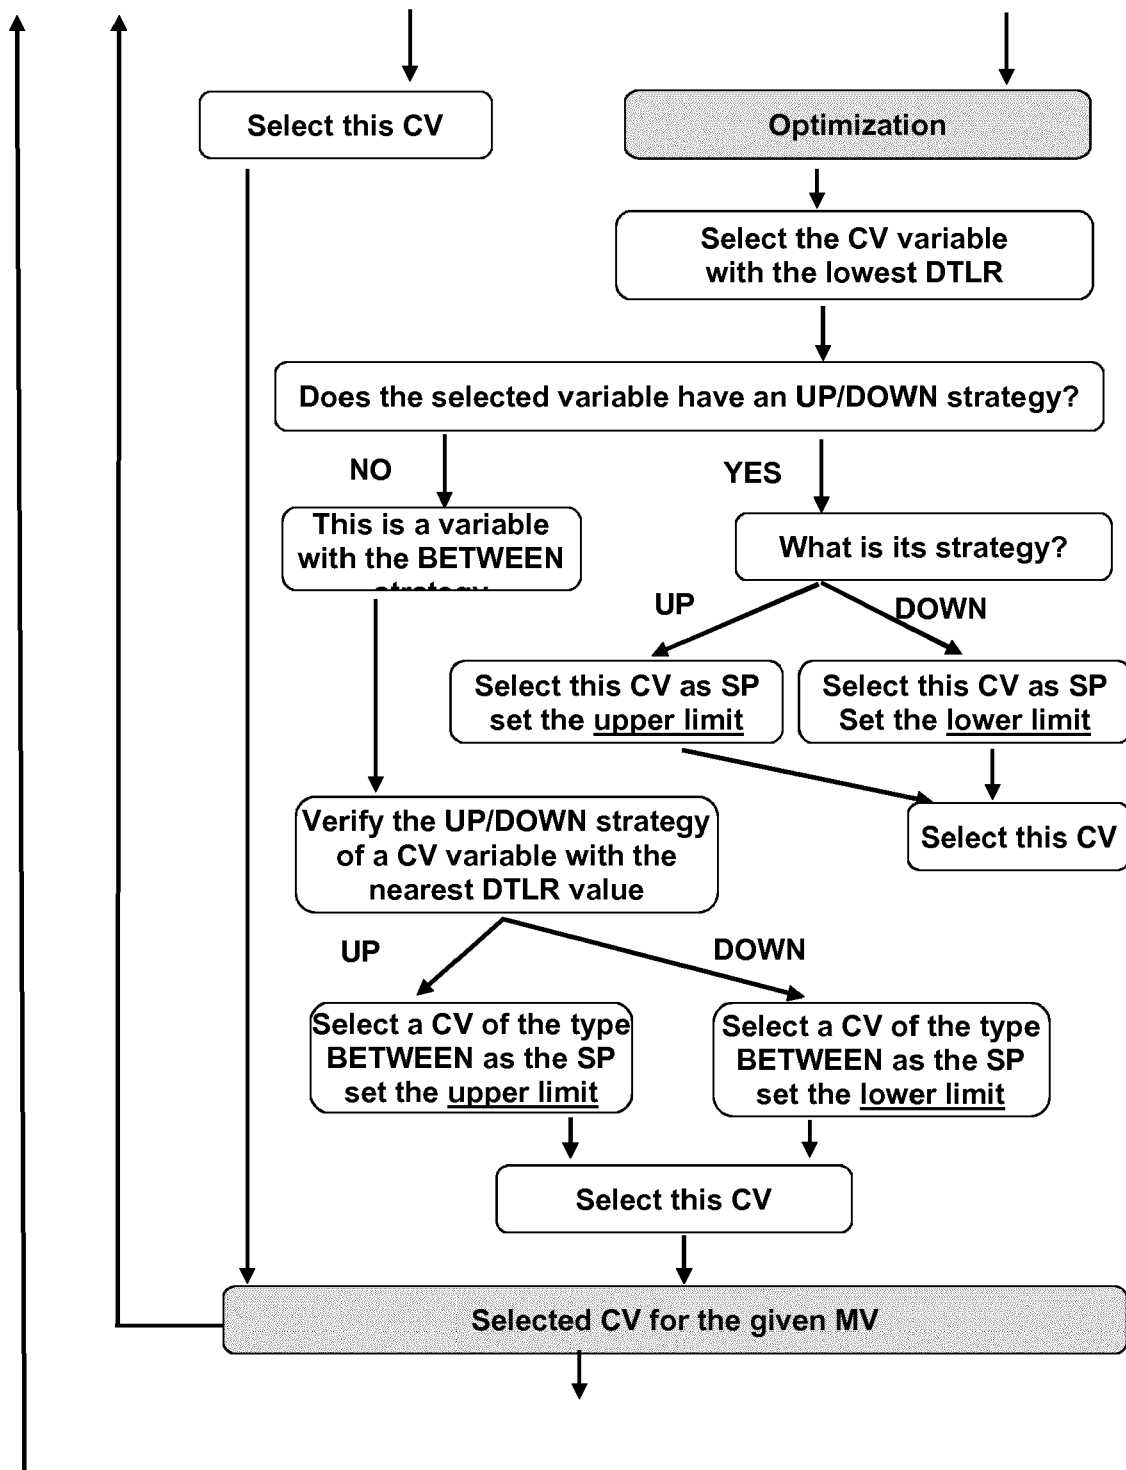 Select this CV
Optimization
Select the CV variable
with the lowest DTLR
Does the selected variable have an UP/DOWN strategy?
NO
YES
This is a variable
with the BETWEEN
strategy
What is its strategy?
UP
DOWN
Select this CV as SP
set the upper limit
Select this CV as SP
Set the lower limit
Select this CV
Verify the UP/DOWN strategy
of a CV variable with the
nearest DTLR value
UP
DOWN
Select a CV of the type
BETWEEN as the SP
set the upper limit
Select a CV of the type
BETWEEN as the SP
set the lower limit
Select this CV
Selected CV for the given MV